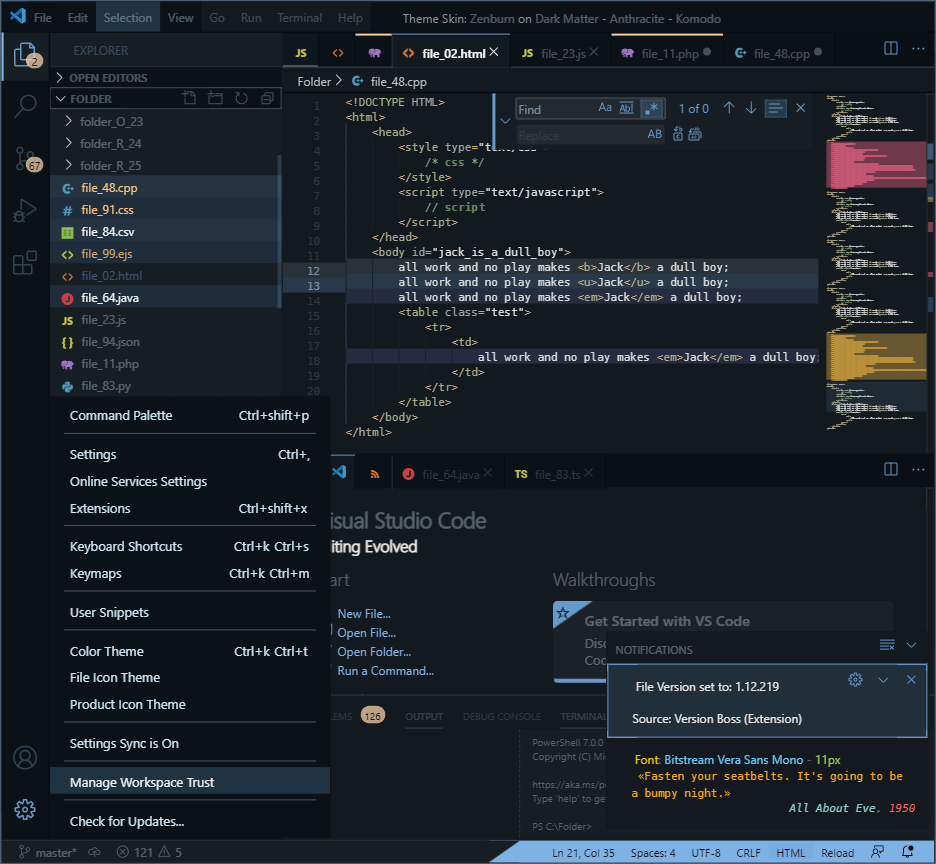 File Edit Selection View Go Run Terminal Help Theme Skin: Zenburn on Dark Matter - Anthracite - Komodo
2 EXPLORER JS file_02.html JS file_23.js file_11.php file_48.cpp
OPEN EDITORS
Folder > file_48.cpp
FOLDER
folder_O_23
folder_R_24
folder_R_25
file_48.cpp
# file_91.css
file_84.csv
file_99.ejs
file_02.html
file_64.java
JS file_23.js
{} file_94.json
file_11.php
file_83.py
67
Find Aa Abl .* 1 of 0
Replace AB
1 <!DOCTYPE HTML>
2 <html>
3 <head>
4 <style type="text/css"
5 /* css */
6 </style>
7 <script type="text/javascript">
8 // script
9 </script>
10 </head>
11 <body id="jack_is_a_dull_boy">
12 all work and no play makes <b>Jack</b> a dull boy;
13 all work and no play makes <u>Jack</u> a dull boy;
14 all work and no play makes <em>Jack</em> a dull boy;
15 <table class="test">
16 <tr>
17 <td>
18 all work and no play makes <em>Jack</em> a dull boy;
19 </td>
20 </tr>
</table>
</body>
</html>
Command Palette Ctrl+shift+p
Settings Ctrl+,
Online Services Settings
Extensions Ctrl+shift+x
Keyboard Shortcuts Ctrl+k Ctrl+s
Keymaps Ctrl+k Ctrl+m
User Snippets
Color Theme Ctrl+k Ctrl+t
File Icon Theme
Product Icon Theme
Settings Sync is On
Manage Workspace Trust
Check for Updates...
J file_64.java TS file_83.ts
isual Studio Code
iting Evolved
art
New File...
Open File...
Open Folder...
Run a Command...
Walkthroughs
Get Started with VS Code
Disc
Coc
LEMS 126 OUTPUT DEBUG CONSOLE TERMINAL
PowerShell 7.0.0
Copyright (C) Mi
https://aka.ms/p
Type 'help' to ge
PS C:\Folder>
NOTIFICATIONS
File Version set to: 1.12.219
Source: Version Boss (Extension)
Font: Bitstream Vera Sans Mono - 11px
«Fasten your seatbelts. It's going to be
a bumpy night.»
All About Eve, 1950
master* 121 5 Ln 21, Col 35 Spaces: 4 UTF-8 CRLF HTML Reload